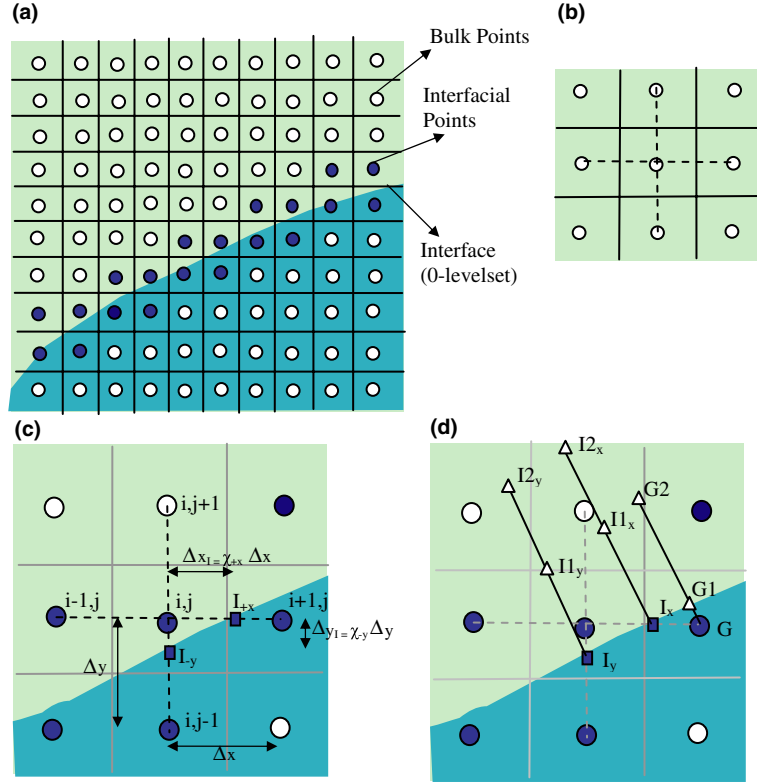 (a)
Bulk Points
Interfacial
Points
Interface
(0-levelset)
(b)
(c)
i,j+1
Δx_I = χ_+x Δx
i-1,j
i,j
I_+x
i+1,j
Δy_I = χ_-y Δy
Δy
I_-y
i,j-1
Δx
(d)
I2_x
I2_y
G2
I1_x
I1_y
G1
I_x
G
I_y